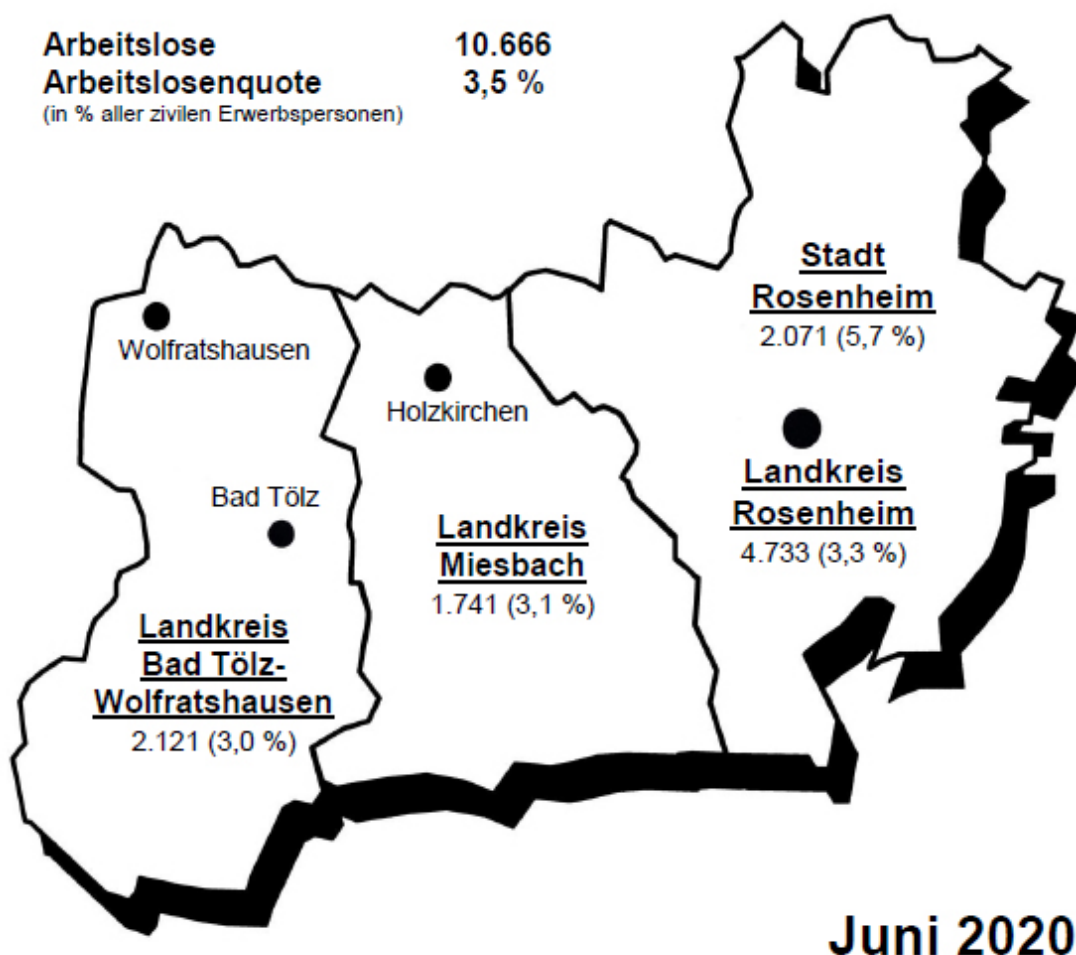 Arbeitslose 10.666
Arbeitslosenquote 3,5 %
(in % aller zivilen Erwerbspersonen)
Stadt
Rosenheim
2.071 (5,7 %)
Wolfratshausen
Holzkirchen
Landkreis
Rosenheim
4.733 (3,3 %)
Bad Tölz
Landkreis
Miesbach
1.741 (3,1 %)
Landkreis
Bad Tölz-
Wolfratshausen
2.121 (3,0 %)
Juni 2020